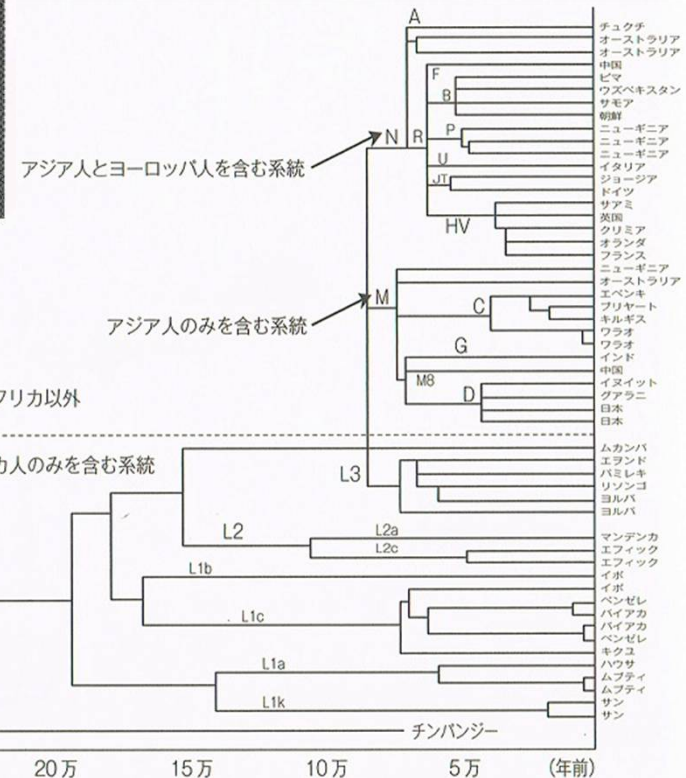 A
チュクチ
オーストラリア
オーストラリア
中国
F
ピマ
B
ウズベキスタン
サモア
朝鮮
N
R
P
ニューギニア
ニューギニア
ニューギニア
アジア人とヨーロッパ人を含む系統
U
イタリア
JT
ジョージア
ドイツ
サアミ
英国
HV
クリミア
オランダ
フランス
ニューギニア
M
オーストラリア
エベンキ
C
ブリヤート
アジア人のみを含む系統
キルギス
ワラオ
ワラオ
G
インド
中国
M8
イヌイット
D
グアラニ
フリカ以外
日本
日本
ムカンバ
カ人のみを含む系統
エヲンド
バミレキ
L3
リソンゴ
ヨルバ
ヨルバ
L2
L2a
マンデンカ
L2c
エフィック
エフィック
L1b
イボ
イボ
ベンゼレ
L1c
バイアカ
バイアカ
ベンゼレ
キクユ
L1a
ハウサ
ムブティ
ムブティ
L1k
サン
サン
チンパンジー
20万 15万 10万 5万 (年前)